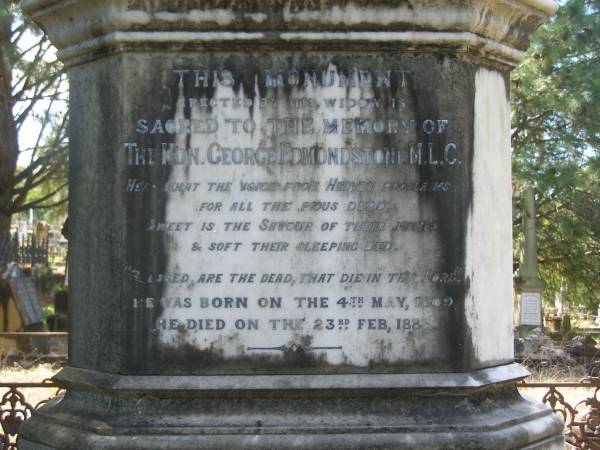 THIS MONUMENT
ERECTED BY HIS WIDOW IS
SACRED TO THE MEMORY OF
THE HON. GEORGE EDMONDSTONE M.L.C.
HEAR WHAT THE VOICE FROM HEAVEN PROCLAIMS
FOR ALL THE PIOUS DEAD,
SWEET IS THE SAVOUR OF THEIR NAMES
& SOFT THEIR SLEEPING BED.
"BLESSED, ARE THE DEAD, THAT DIE IN THE LORD".
HE WAS BORN ON THE 4TH MAY, 1809
HE DIED ON THE 23RD FEB, 188